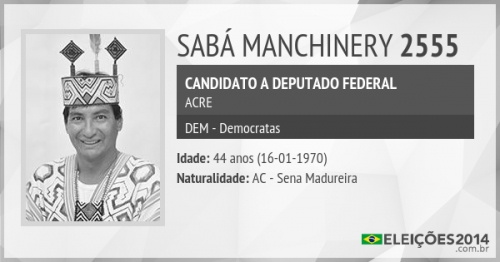 SABÁ MANCHINERY 2555
CANDIDATO A DEPUTADO FEDERAL
ACRE
DEM - Democratas
Idade: 44 anos (16-01-1970)
Naturalidade: AC - Sena Madureira
ELEIÇÕES2014
.com.br